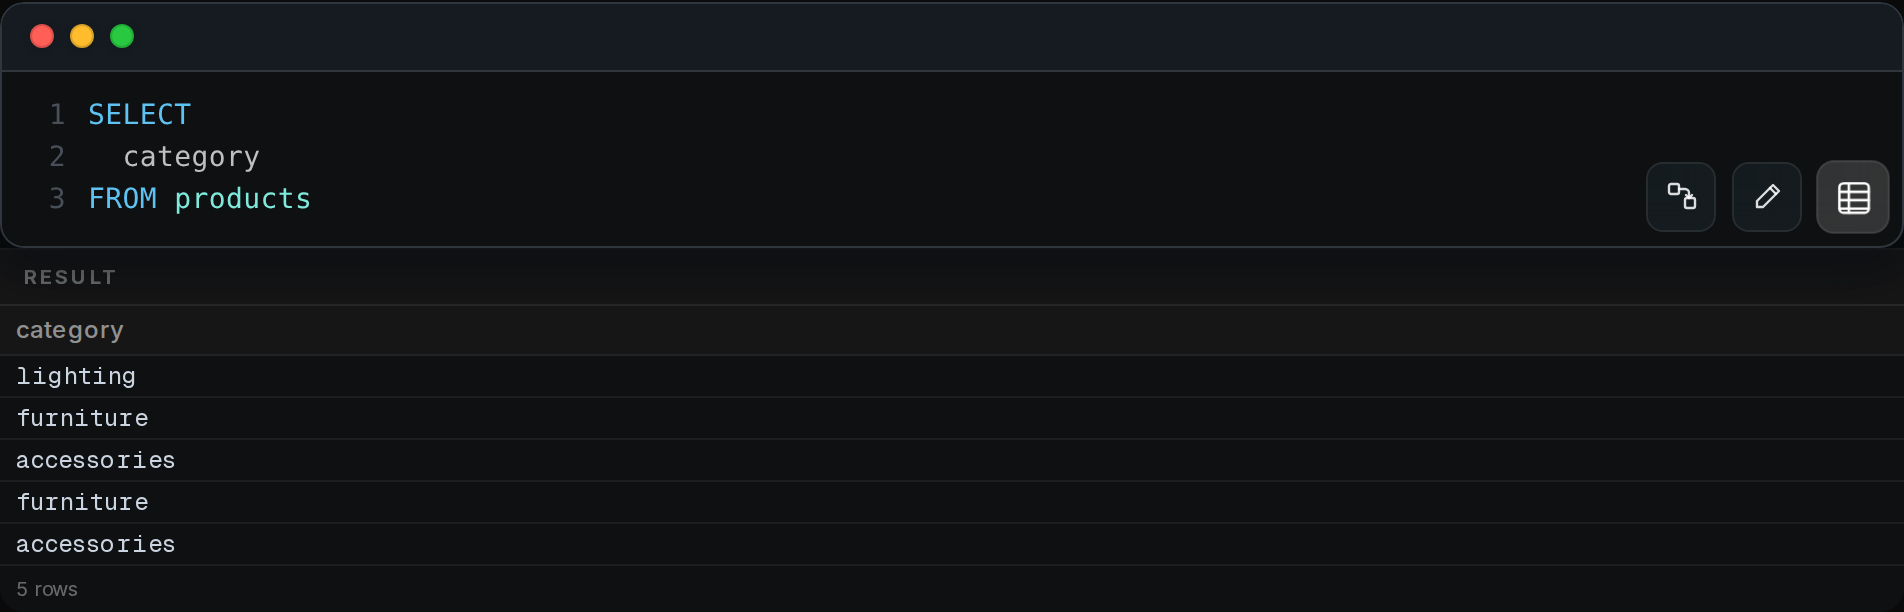 1 SELECT
2   category
3 FROM products
RESULT
category
lighting
furniture
accessories
furniture
accessories
5 rows